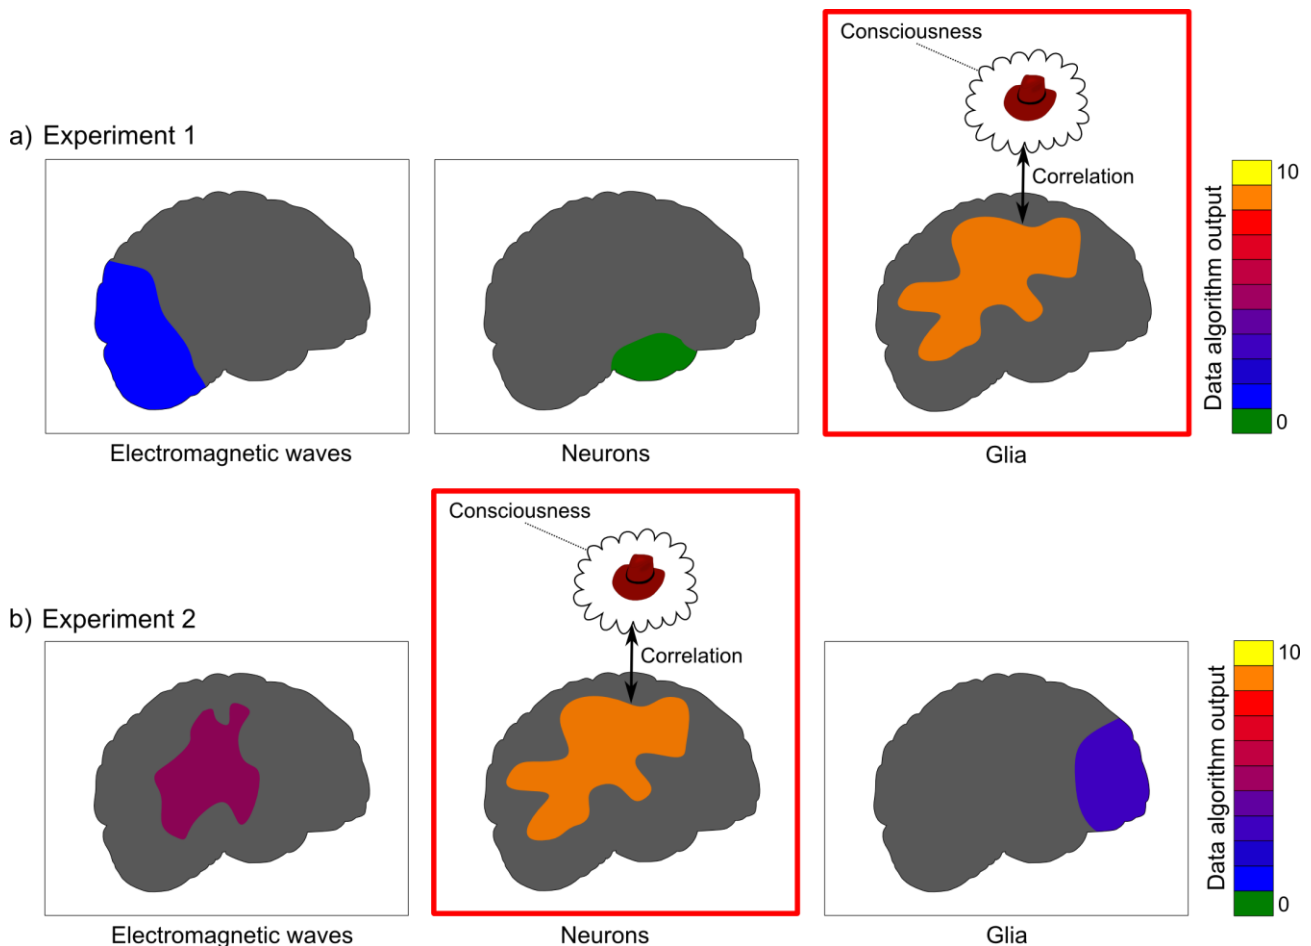 Consciousness
a) Experiment 1
Correlation
10
Data algorithm output
0
Electromagnetic waves
Neurons
Glia
Consciousness
b) Experiment 2
Correlation
10
Data algorithm output
0
Electromagnetic waves
Neurons
Glia